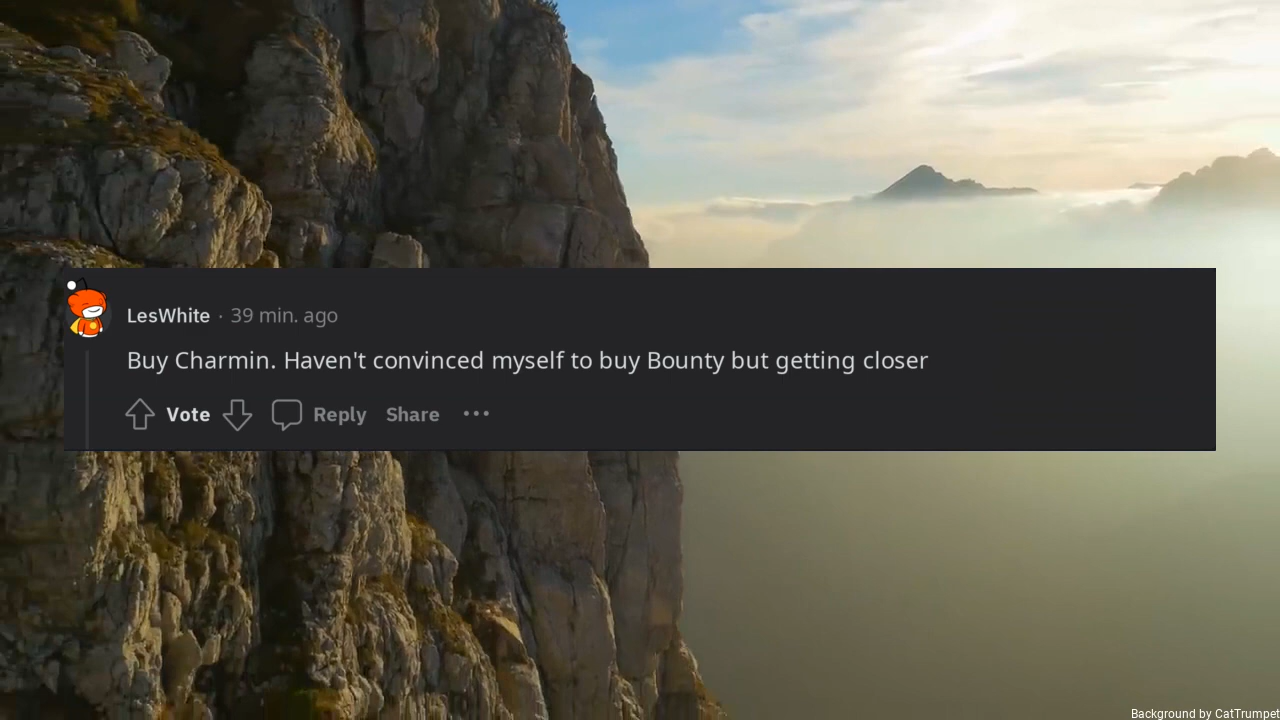 LesWhite · 39 min. ago
Buy Charmin. Haven't convinced myself to buy Bounty but getting closer
Vote Reply Share
Background by CatTrumpet